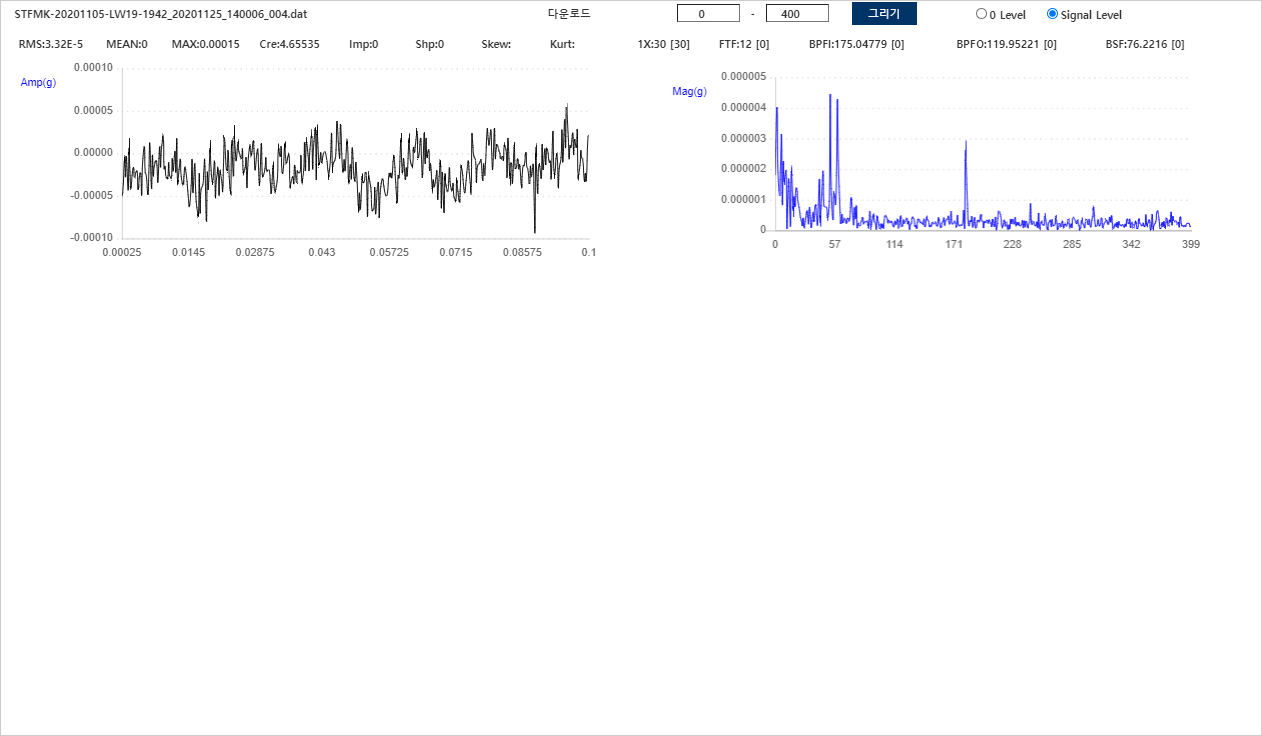 STFMK-20201105-LW19-1942_20201125_140006_004.dat 다운로드 0 - 400 그리기 0 Level Signal Level
RMS:3.32E-5 MEAN:0 MAX:0.00015 Cre:4.65535 Imp:0 Shp:0 Skew: Kurt: 1X:30 [30] FTF:12 [0] BPFI:175.04779 [0] BPFO:119.95221 [0] BSF:76.2216 [0]
Amp(g)
0.00010
0.00005
0.00000
-0.00005
-0.00010
0.00025 0.0145 0.02875 0.043 0.05725 0.0715 0.08575 0.1
Mag(g)
0.000005
0.000004
0.000003
0.000002
0.000001
0
0 57 114 171 228 285 342 399